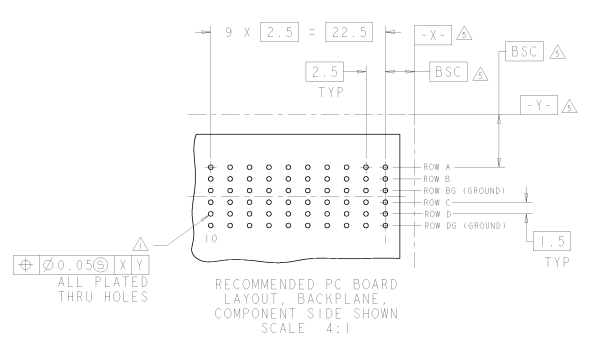 9 X 2.5 = 22.5
-X- 5
BSC 5
2.5
TYP
BSC 5
-Y- 5
ROW A
ROW B
ROW BG (GROUND)
ROW C
ROW D
ROW DG (GROUND)
10 1
1
1.5
TYP
⌖ Ø0.05Ⓢ X Y
ALL PLATED
THRU HOLES
RECOMMENDED PC BOARD
LAYOUT, BACKPLANE,
COMPONENT SIDE SHOWN
SCALE 4:1